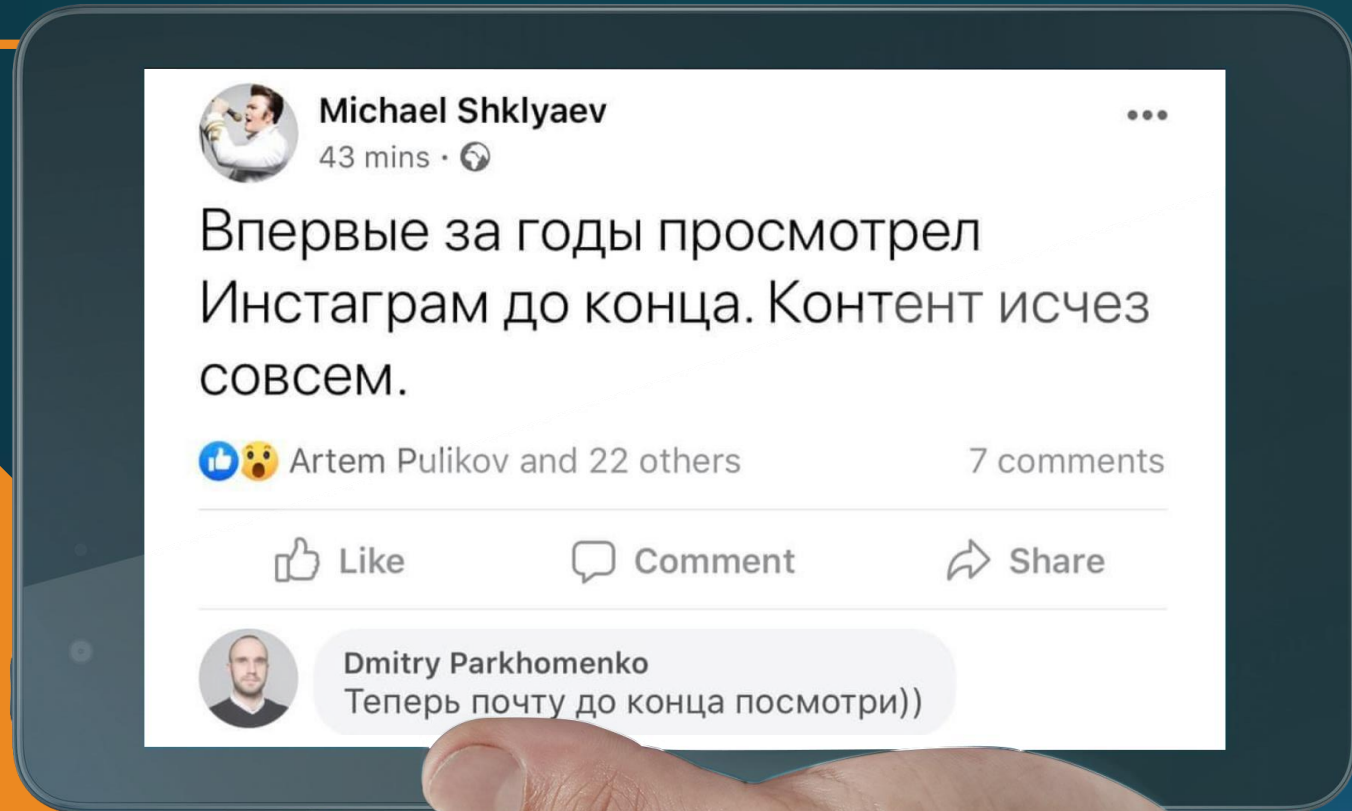 Michael Shklyaev
43 mins ·
Впервые за годы просмотрел
Инстаграм до конца. Контент исчез
совсем.
Artem Pulikov and 22 others
7 comments
Like
Comment
Share
Dmitry Parkhomenko
Теперь почту до конца посмотри))